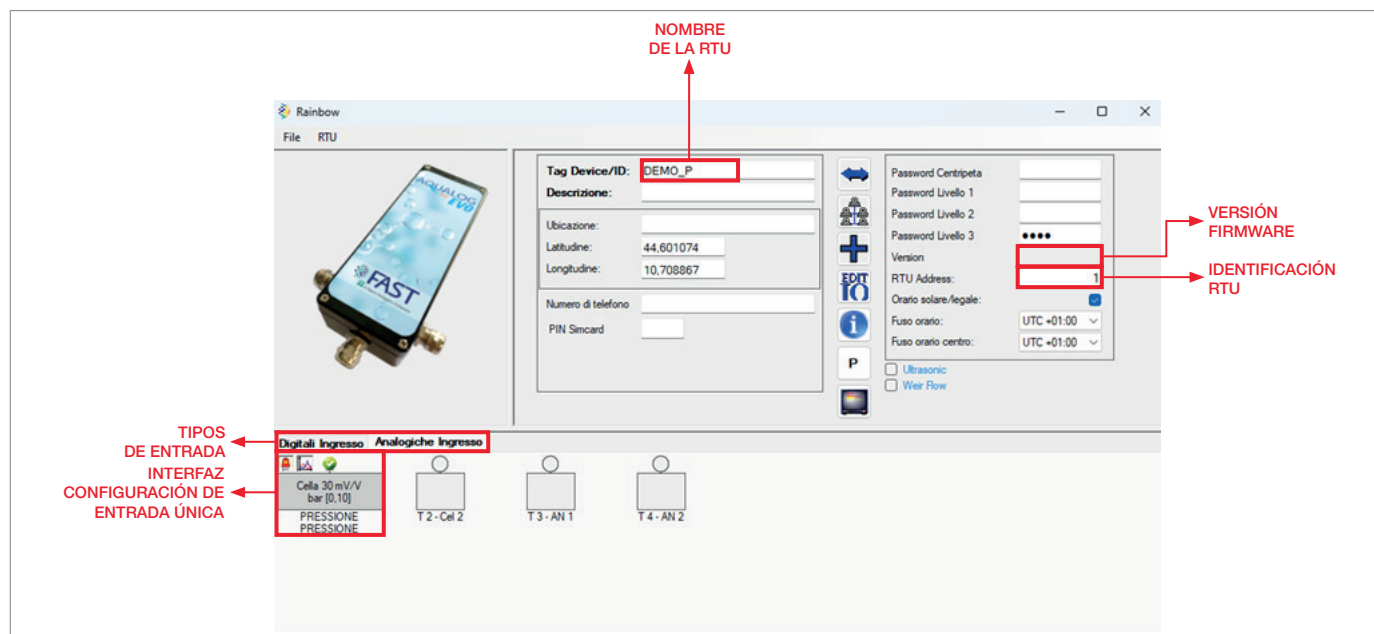 NOMBRE
DE LA RTU
Rainbow
File RTU
AQUALOG
EVO
FAST
Tag Device/ID: DEMO_P
Descrizione:
Ubicazione:
Latitudine: 44,601074
Longitudine: 10,708867
Numero di telefono
PIN Simcard
EDIT
IO
i
P
Password Centripeta
Password Livello 1
Password Livello 2
Password Livello 3 ●●●●
Version
RTU Address: 1
Orario solare/legale:
Fuso orario: UTC +01:00
Fuso orario centro: UTC +01:00
Ultrasonic
Weir Flow
VERSIÓN
FIRMWARE
IDENTIFICACIÓN
RTU
TIPOS
DE ENTRADA
INTERFAZ
CONFIGURACIÓN DE
ENTRADA ÚNICA
Digitali Ingresso Analogiche Ingresso
Cella 30 mV/V
bar [0,10]
PRESSIONE
PRESSIONE
T 2 - Cel 2
T 3 - AN 1
T 4 - AN 2